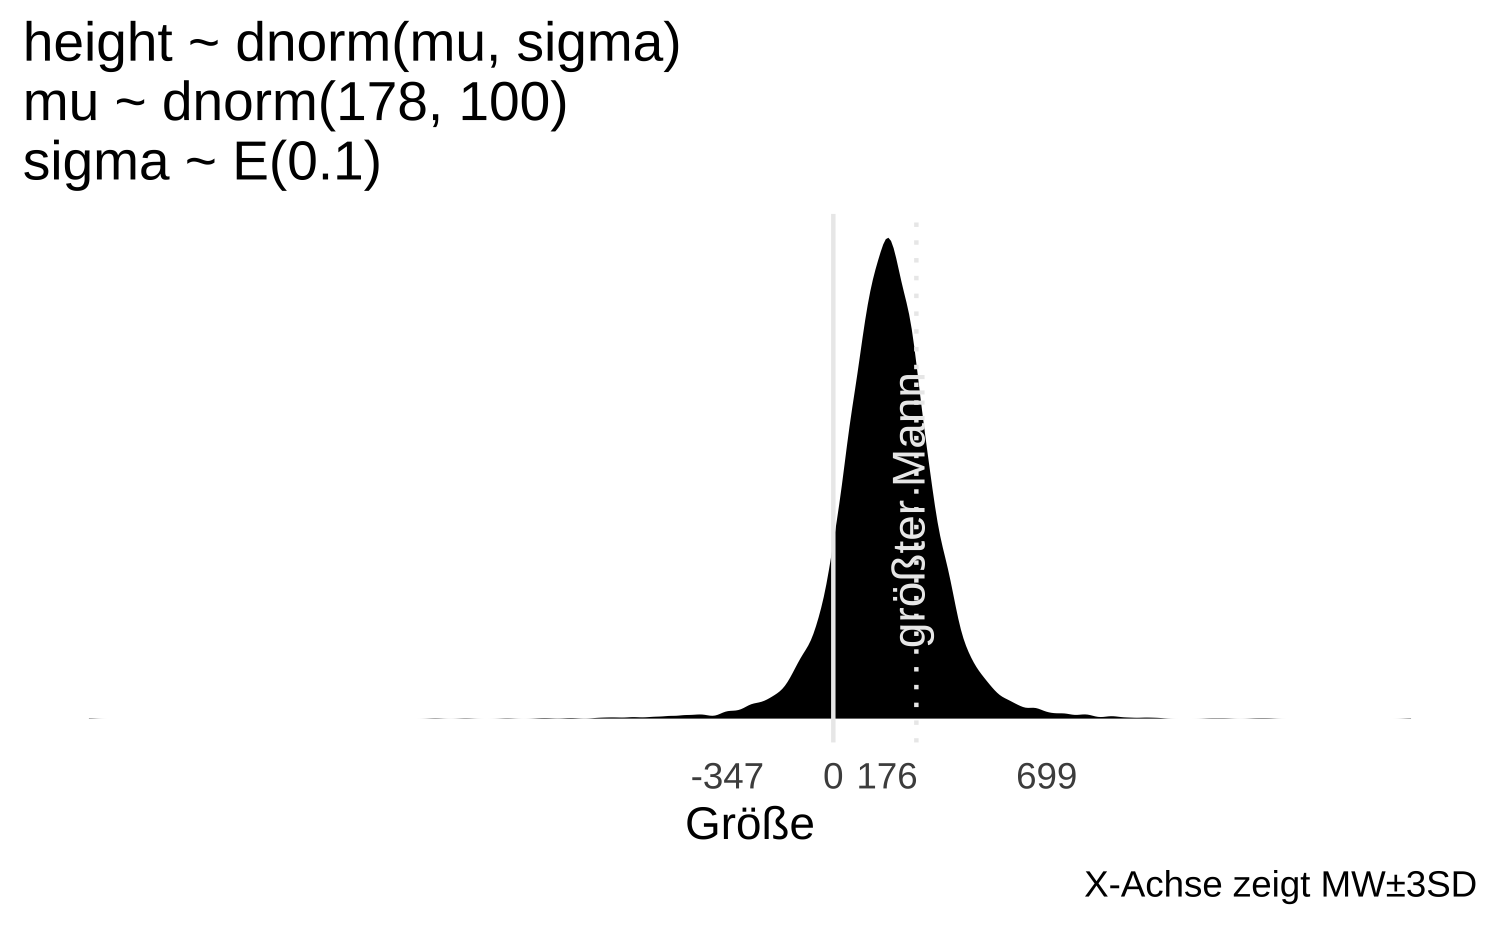 height ~ dnorm(mu, sigma)
mu ~ dnorm(178, 100)
sigma ~ E(0.1)
größter Mann
-347 0 176 699
Größe
X-Achse zeigt MW±3SD